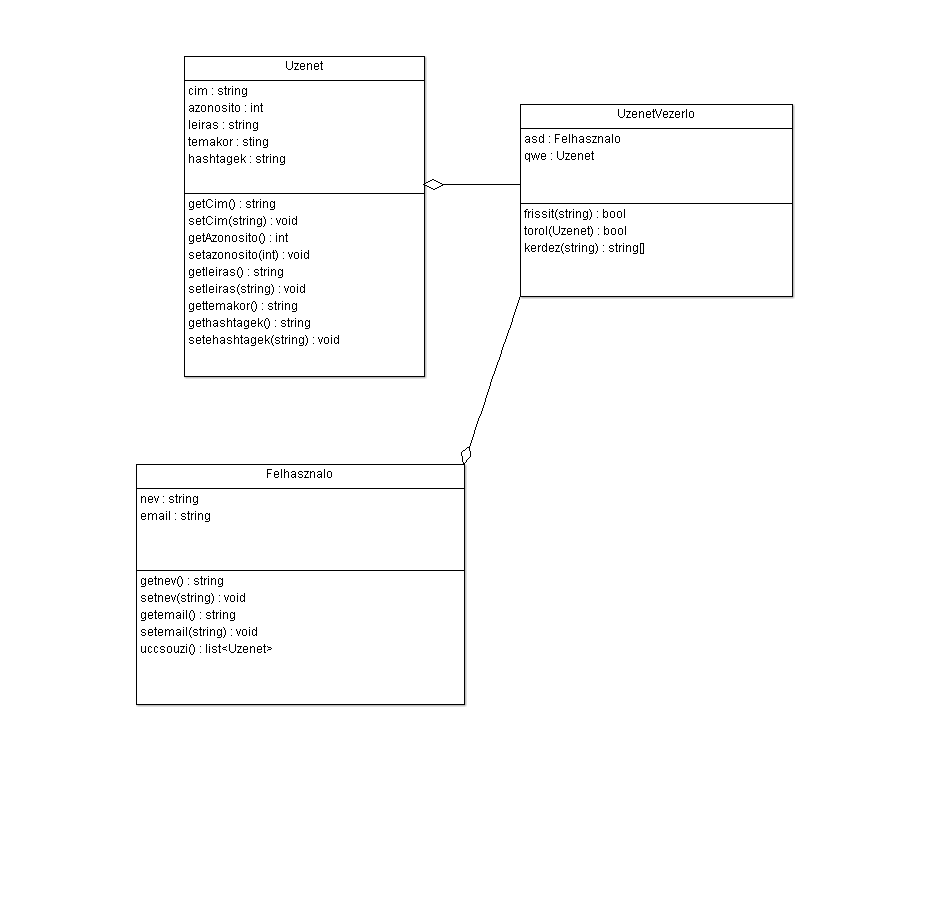 Uzenet
cim : string
azonosito : int
leiras : string
temakor : sting
hashtagek : string
getCim() : string
setCim(string) : void
getAzonosito() : int
setazonosito(int) : void
getleiras() : string
setleiras(string) : void
gettemakor() : string
gethashtagek() : string
setehashtagek(string) : void
UzenetVezerlo
asd : Felhasznalo
qwe : Uzenet
frissit(string) : bool
torol(Uzenet) : bool
kerdez(string) : string[]
Felhasznalo
nev : string
email : string
getnev() : string
setnev(string) : void
getemail() : string
setemail(string) : void
uccsouzi() : list<Uzenet>